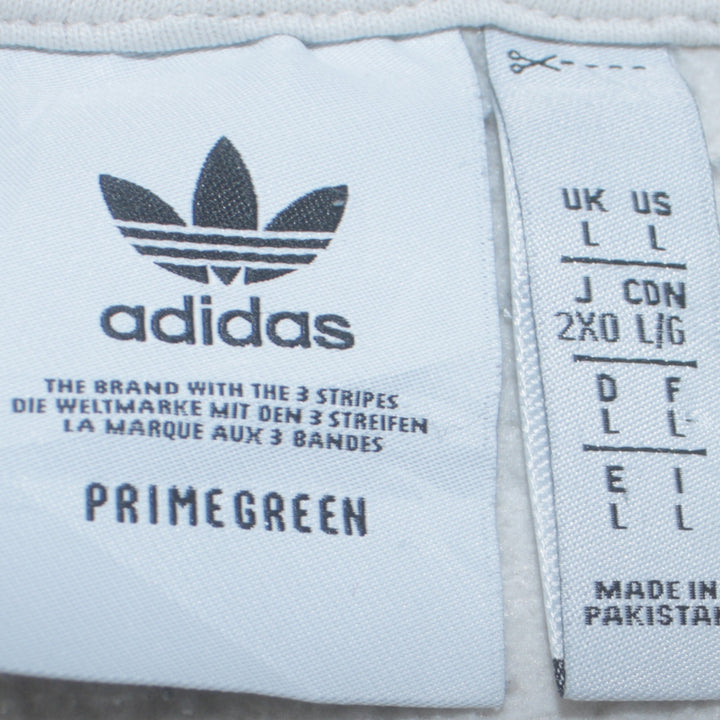 adidas
THE BRAND WITH THE 3 STRIPES
DIE WELTMARKE MIT DEN 3 STREIFEN
LA MARQUE AUX 3 BANDES
PRIMEGREEN
UK US
L L
J CDN
2XO L/G
D F
L L
E I
L L
MADE IN
PAKISTAN